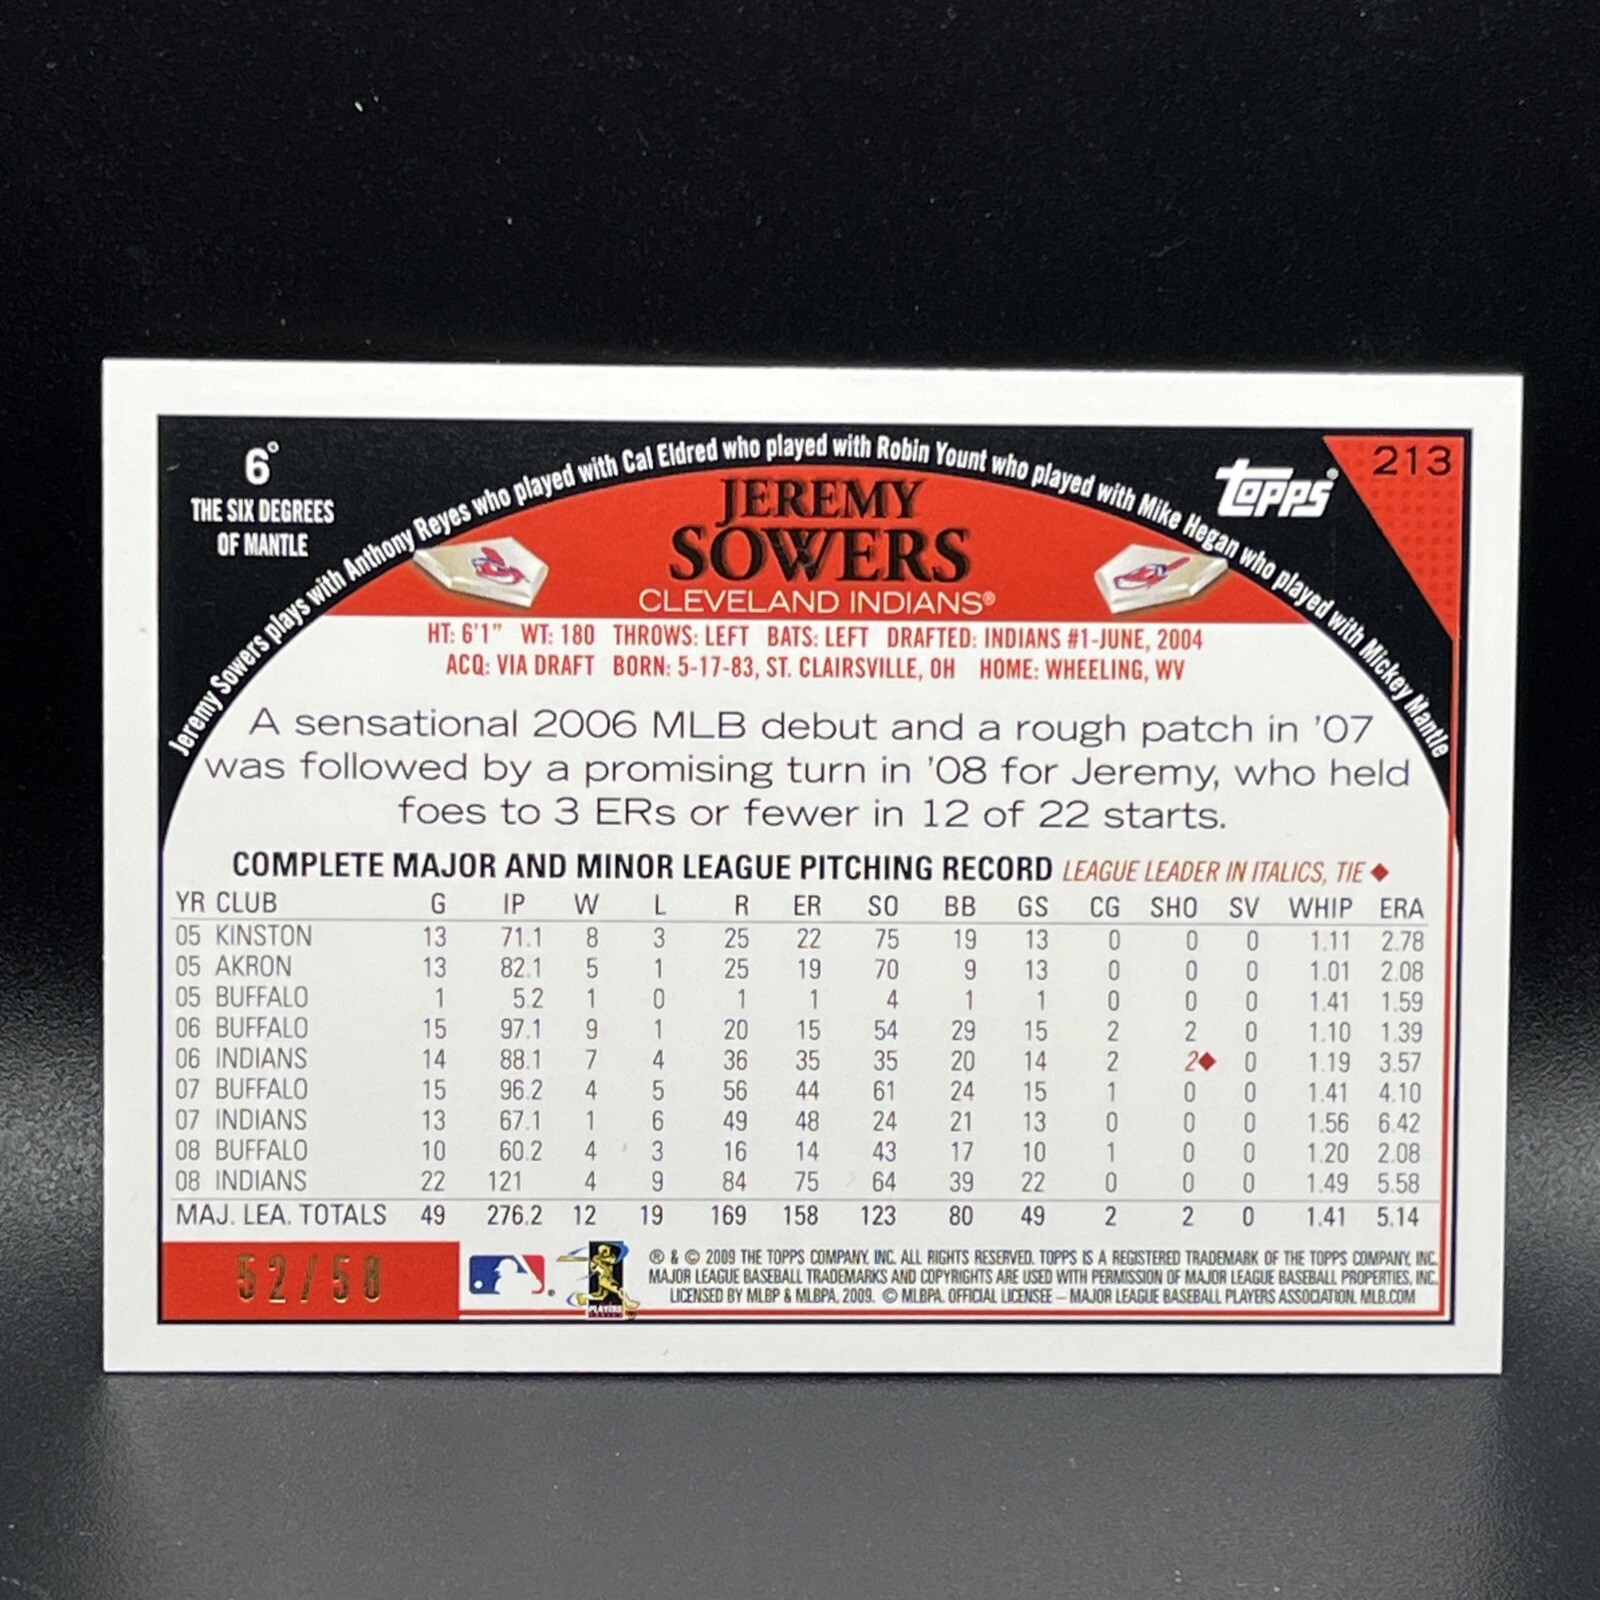 6°
THE SIX DEGREES
OF MANTLE
Jeremy Sowers plays with Anthony Reyes who played with Cal Eldred who played with Robin Yount who played with Mike Hegan who played with Mickey Mantle
topps®
213
JEREMY
SOWERS
CLEVELAND INDIANS®
HT: 6'1" WT: 180 THROWS: LEFT BATS: LEFT DRAFTED: INDIANS #1-JUNE, 2004
ACQ: VIA DRAFT BORN: 5-17-83, ST. CLAIRSVILLE, OH HOME: WHEELING, WV
A sensational 2006 MLB debut and a rough patch in '07
was followed by a promising turn in '08 for Jeremy, who held
foes to 3 ERs or fewer in 12 of 22 starts.
COMPLETE MAJOR AND MINOR LEAGUE PITCHING RECORD LEAGUE LEADER IN ITALICS, TIE ◆
YR CLUB G IP W L R ER SO BB GS CG SHO SV WHIP ERA
05 KINSTON 13 71.1 8 3 25 22 75 19 13 0 0 0 1.11 2.78
05 AKRON 13 82.1 5 1 25 19 70 9 13 0 0 0 1.01 2.08
05 BUFFALO 1 5.2 1 0 1 1 4 1 1 0 0 0 1.41 1.59
06 BUFFALO 15 97.1 9 1 20 15 54 29 15 2 2 0 1.10 1.39
06 INDIANS 14 88.1 7 4 36 35 35 20 14 2 2◆ 0 1.19 3.57
07 BUFFALO 15 96.2 4 5 56 44 61 24 15 1 0 0 1.41 4.10
07 INDIANS 13 67.1 1 6 49 48 24 21 13 0 0 0 1.56 6.42
08 BUFFALO 10 60.2 4 3 16 14 43 17 10 1 0 0 1.20 2.08
08 INDIANS 22 121 4 9 84 75 64 39 22 0 0 0 1.49 5.58
MAJ. LEA. TOTALS 49 276.2 12 19 169 158 123 80 49 2 2 0 1.41 5.14
52/58
PLAYERS
® & © 2009 THE TOPPS COMPANY, INC. ALL RIGHTS RESERVED. TOPPS IS A REGISTERED TRADEMARK OF THE TOPPS COMPANY, INC.
MAJOR LEAGUE BASEBALL TRADEMARKS AND COPYRIGHTS ARE USED WITH PERMISSION OF MAJOR LEAGUE BASEBALL PROPERTIES, INC.
LICENSED BY MLBP & MLBPA, 2009. © MLBPA. OFFICIAL LICENSEE – MAJOR LEAGUE BASEBALL PLAYERS ASSOCIATION. MLB.COM